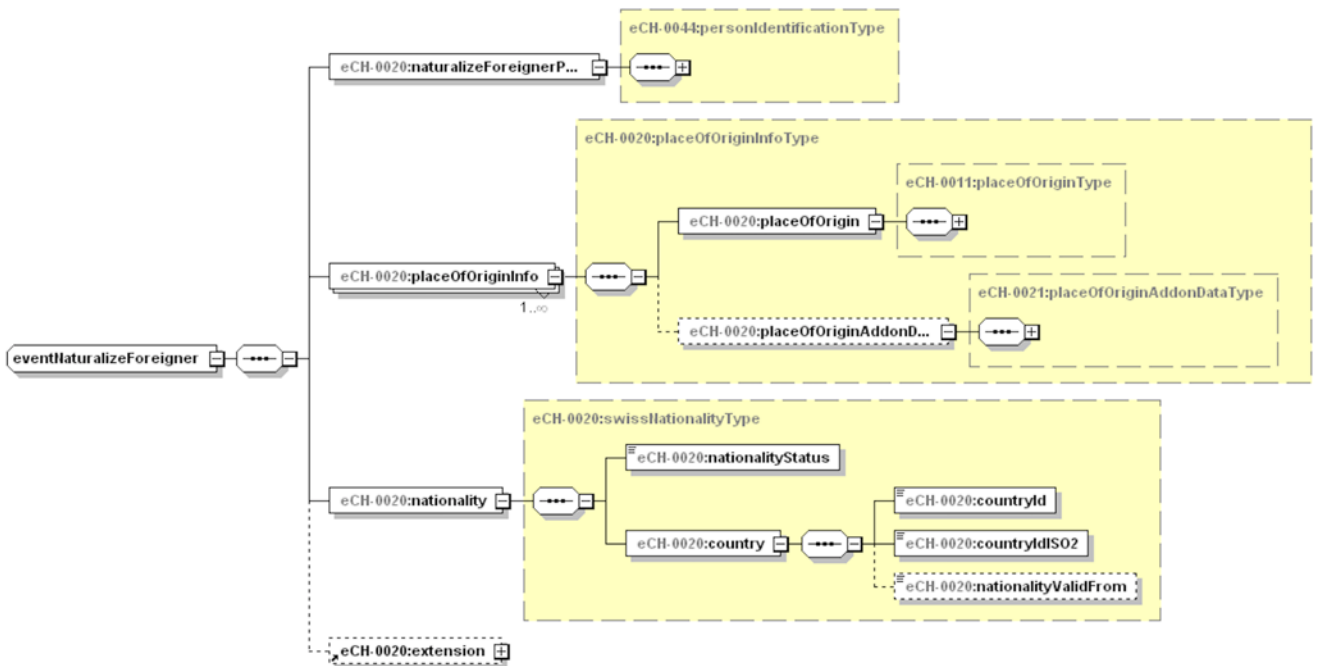 eCH-0044:personIdentificationType
eCH-0020:naturalizeForeignerP...
eCH-0020:placeOfOriginInfoType
eCH-0011:placeOfOriginType
eCH-0020:placeOfOrigin
eCH-0020:placeOfOriginInfo
1..∞
eCH-0021:placeOfOriginAddonDataType
eCH-0020:placeOfOriginAddonD...
eventNaturalizeForeigner
eCH-0020:swissNationalityType
eCH-0020:nationalityStatus
eCH-0020:nationality
eCH-0020:countryId
eCH-0020:country
eCH-0020:countryIdISO2
eCH-0020:nationalityValidFrom
eCH-0020:extension